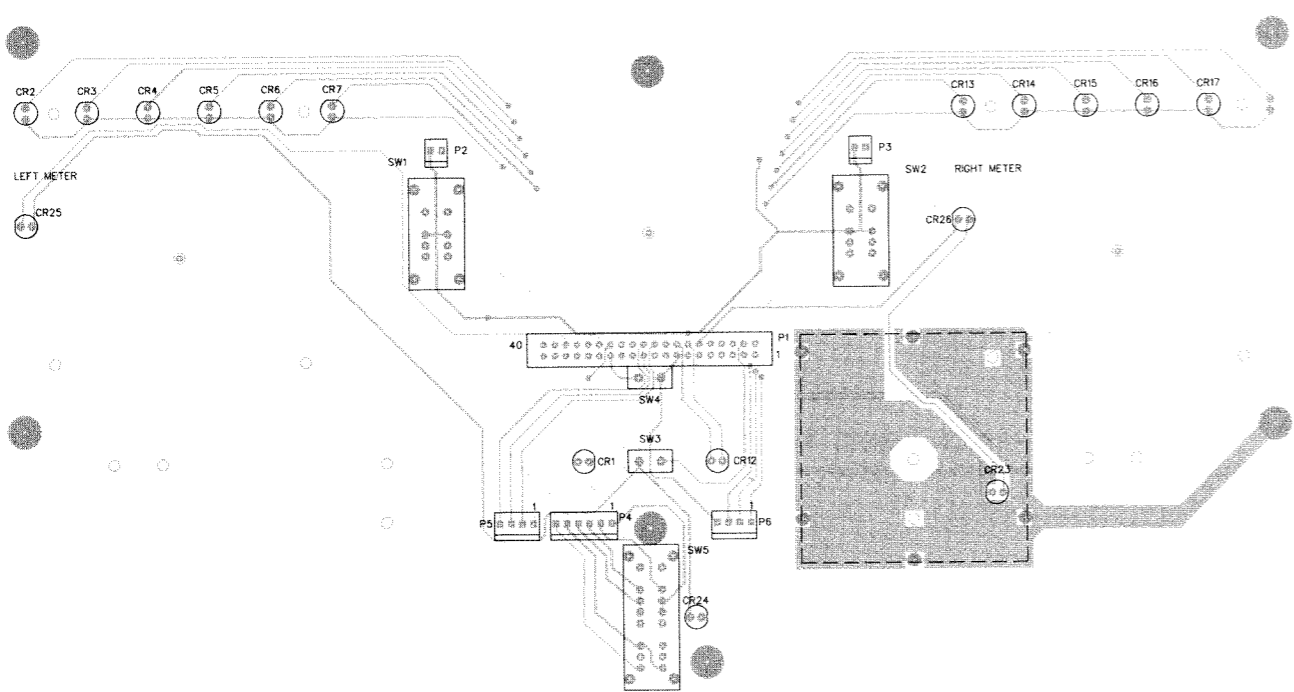 CR2 CR3 CR4 CR5 CR6 CR7
CR13 CR14 CR15 CR16 CR17
P2
P3
SW1
SW2
LEFT METER
RIGHT METER
CR25
CR26
P1
40
1
SW4
SW3
CR1
CR12
CR23
1
1
1
P5
P4
P6
SW5
CR24